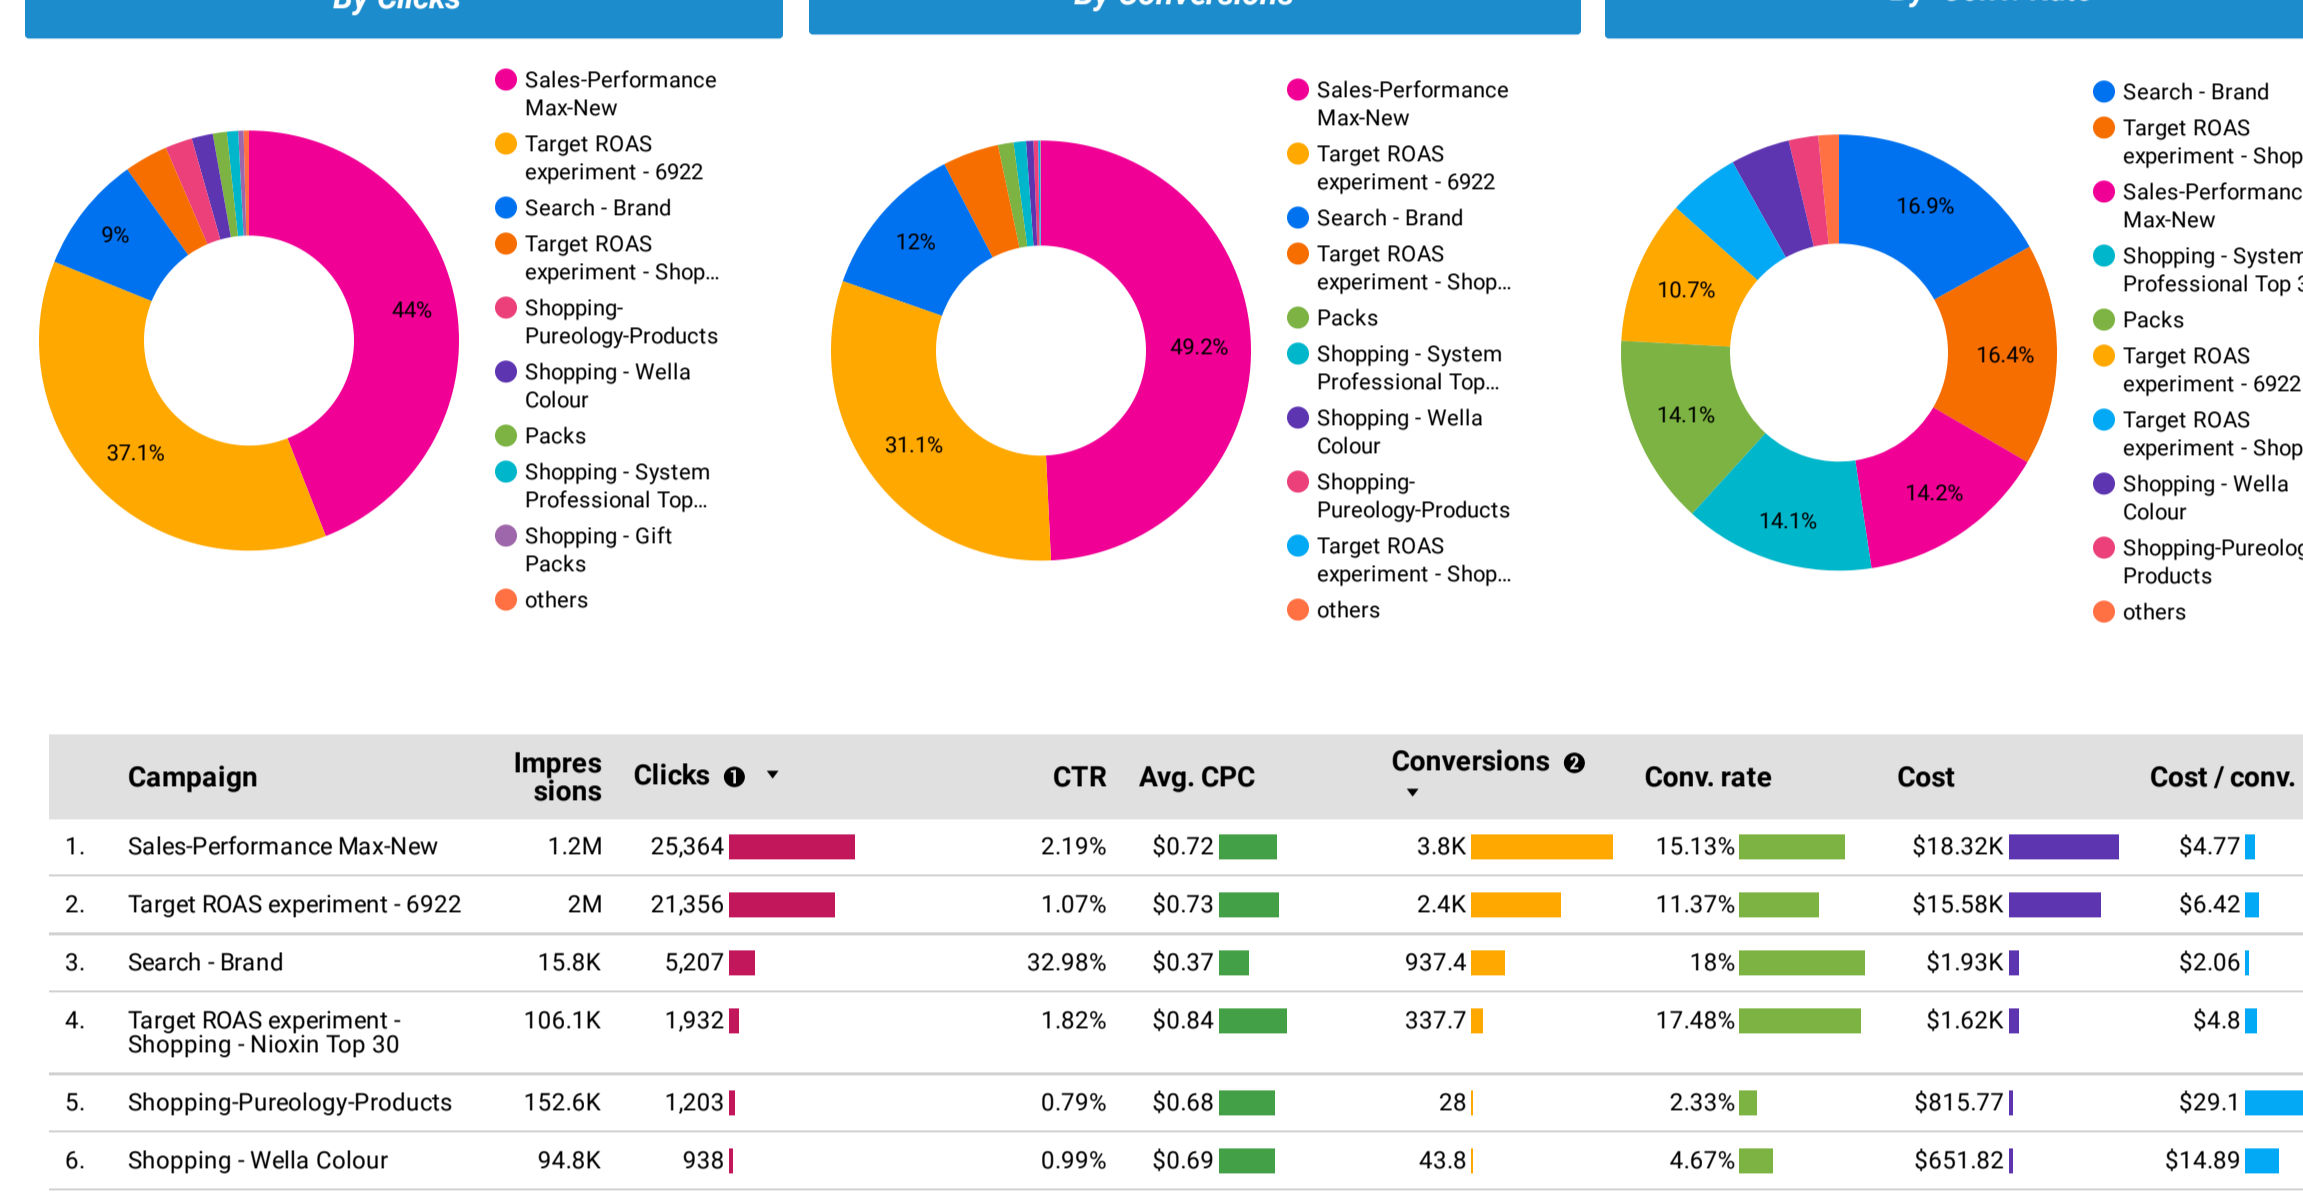 By Clicks
By Conversions
By Conv. Rate
Sales-Performance
Max-New
Target ROAS
experiment - 6922
Search - Brand
Target ROAS
experiment - Shop...
Shopping-
Pureology-Products
Shopping - Wella
Colour
Packs
Shopping - System
Professional Top...
Shopping - Gift
Packs
others
44%
37.1%
9%
Sales-Performance
Max-New
Target ROAS
experiment - 6922
Search - Brand
Target ROAS
experiment - Shop...
Packs
Shopping - System
Professional Top...
Shopping - Wella
Colour
Shopping-
Pureology-Products
Target ROAS
experiment - Shop...
others
49.2%
31.1%
12%
Search - Brand
Target ROAS
experiment - Shop
Sales-Performanc
Max-New
Shopping - System
Professional Top 3
Packs
Target ROAS
experiment - 6922
Target ROAS
experiment - Shop
Shopping - Wella
Colour
Shopping-Pureolog
Products
others
16.9%
16.4%
14.2%
14.1%
14.1%
10.7%
Campaign Impres sions Clicks 1 CTR Avg. CPC Conversions 2 Conv. rate Cost Cost / conv.
1. Sales-Performance Max-New 1.2M 25,364 2.19% $0.72 3.8K 15.13% $18.32K $4.77
2. Target ROAS experiment - 6922 2M 21,356 1.07% $0.73 2.4K 11.37% $15.58K $6.42
3. Search - Brand 15.8K 5,207 32.98% $0.37 937.4 18% $1.93K $2.06
4. Target ROAS experiment - 106.1K 1,932 1.82% $0.84 337.7 17.48% $1.62K $4.8
Shopping - Nioxin Top 30
5. Shopping-Pureology-Products 152.6K 1,203 0.79% $0.68 28 2.33% $815.77 $29.1
6. Shopping - Wella Colour 94.8K 938 0.99% $0.69 43.8 4.67% $651.82 $14.89